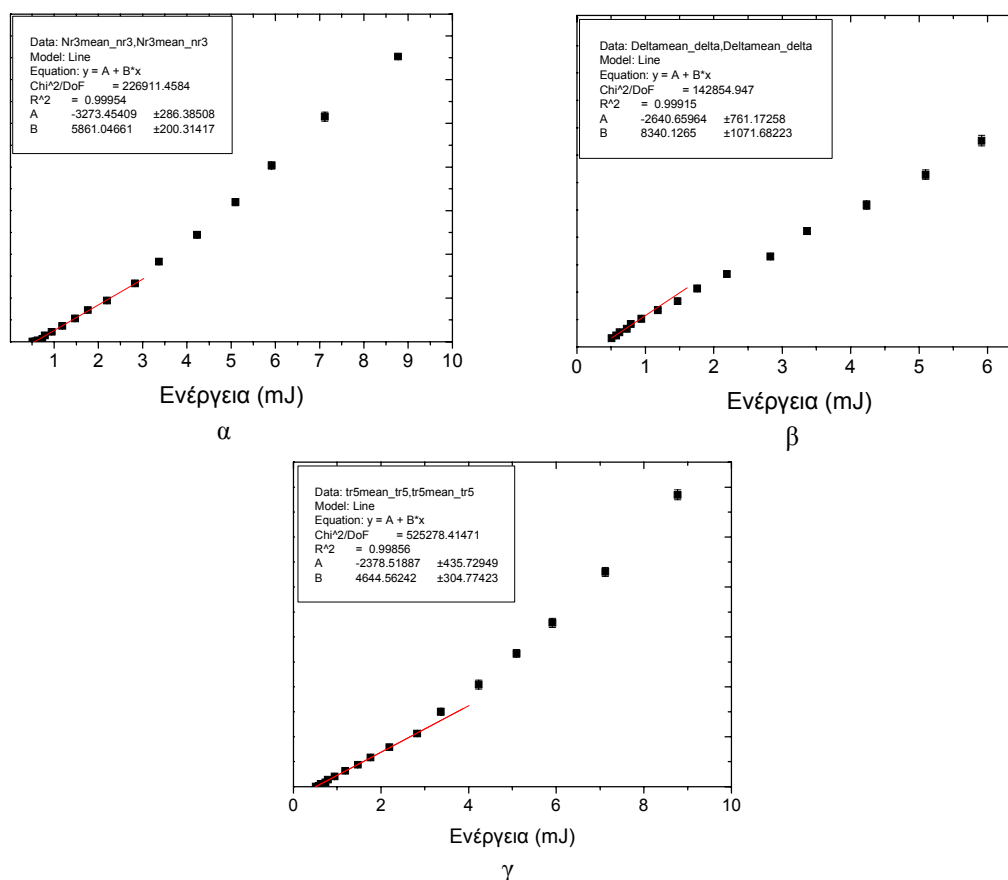 Data: Nr3mean_nr3,Nr3mean_nr3
Model: Line
Equation: y = A + B*x
Chi^2/DoF = 226911.4584
R^2 = 0.99954
A -3273.45409 ±286.38508
B 5861.04661 ±200.31417
1 2 3 4 5 6 7 8 9 10
Ενέργεια (mJ)
α
Data: Deltamean_delta,Deltamean_delta
Model: Line
Equation: y = A + B*x
Chi^2/DoF = 142854.947
R^2 = 0.99915
A -2640.65964 ±761.17258
B 8340.1265 ±1071.68223
0 1 2 3 4 5 6
Ενέργεια (mJ)
β
Data: tr5mean_tr5,tr5mean_tr5
Model: Line
Equation: y = A + B*x
Chi^2/DoF = 525278.41471
R^2 = 0.99856
A -2378.51887 ±435.72949
B 4644.56242 ±304.77423
0 2 4 6 8 10
Ενέργεια (mJ)
γ